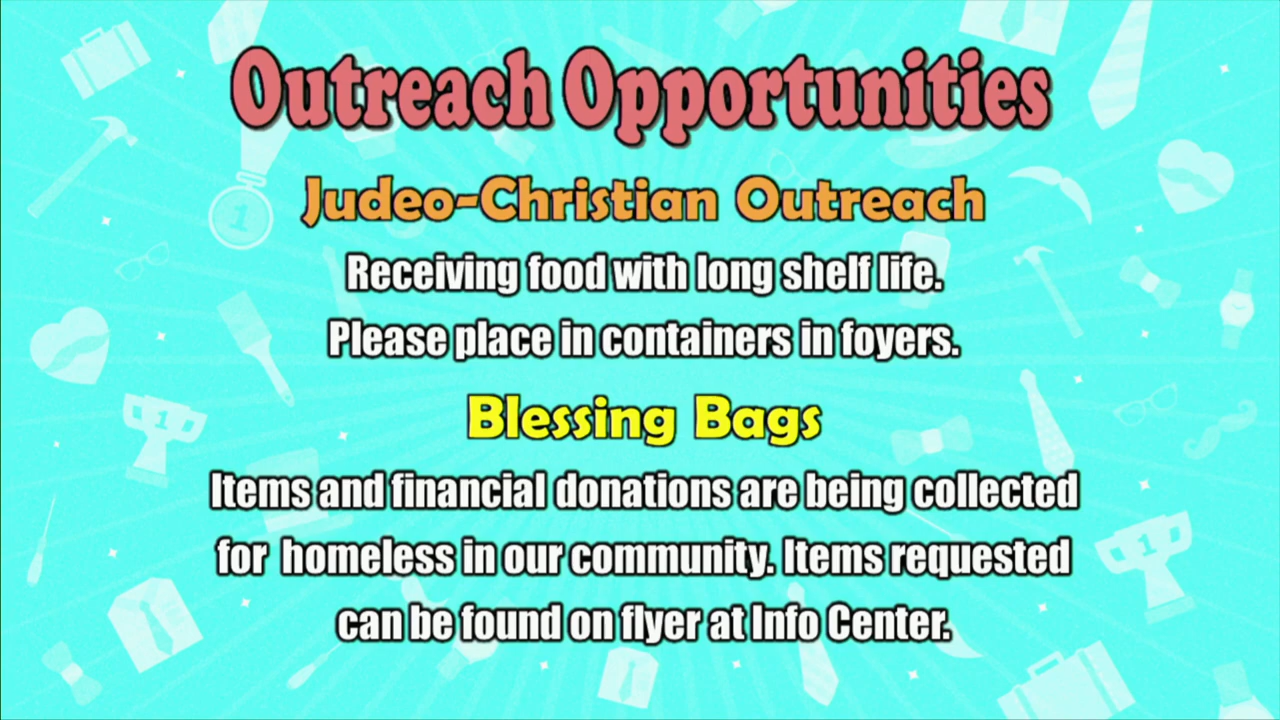 Outreach Opportunities
Judeo-Christian Outreach
Receiving food with long shelf life.
Please place in containers in foyers.
Blessing Bags
Items and financial donations are being collected
for homeless in our community. Items requested
can be found on flyer at Info Center.